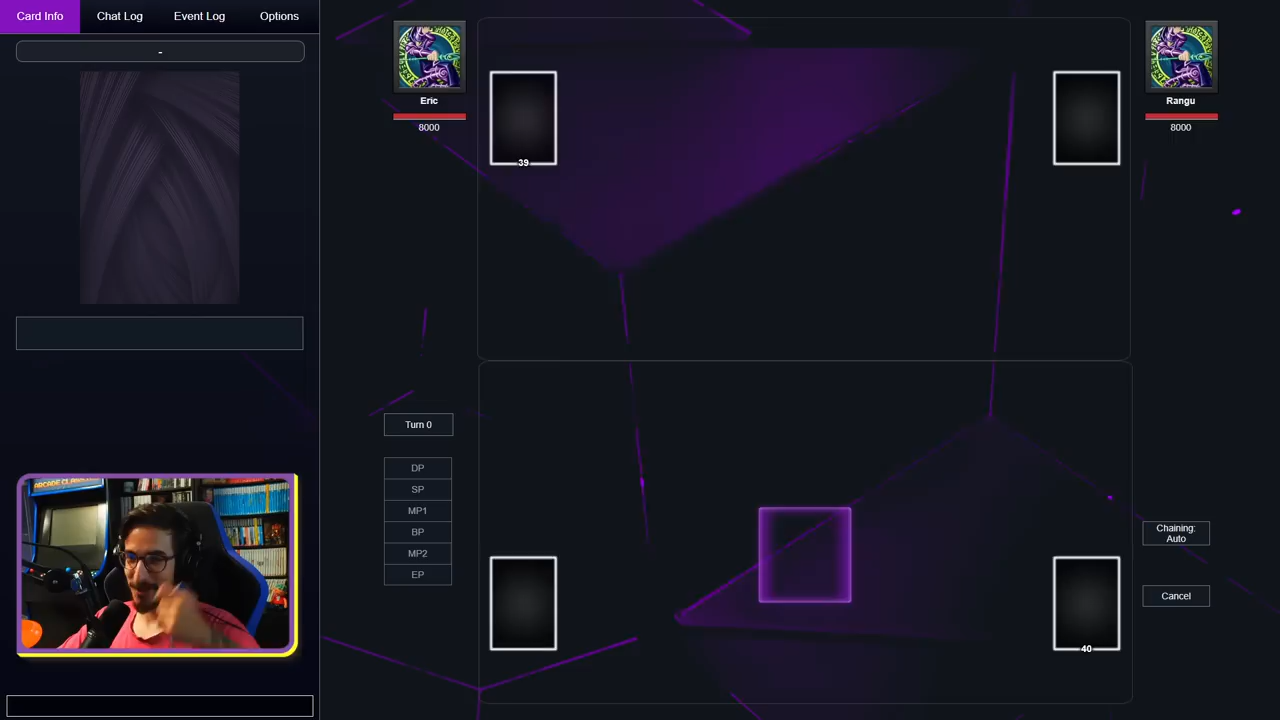 Card Info
Chat Log
Event Log
Options
-
Eric
8000
39
Rangu
8000
Turn 0
DP
SP
MP1
BP
MP2
EP
Chaining:
Auto
Cancel
40